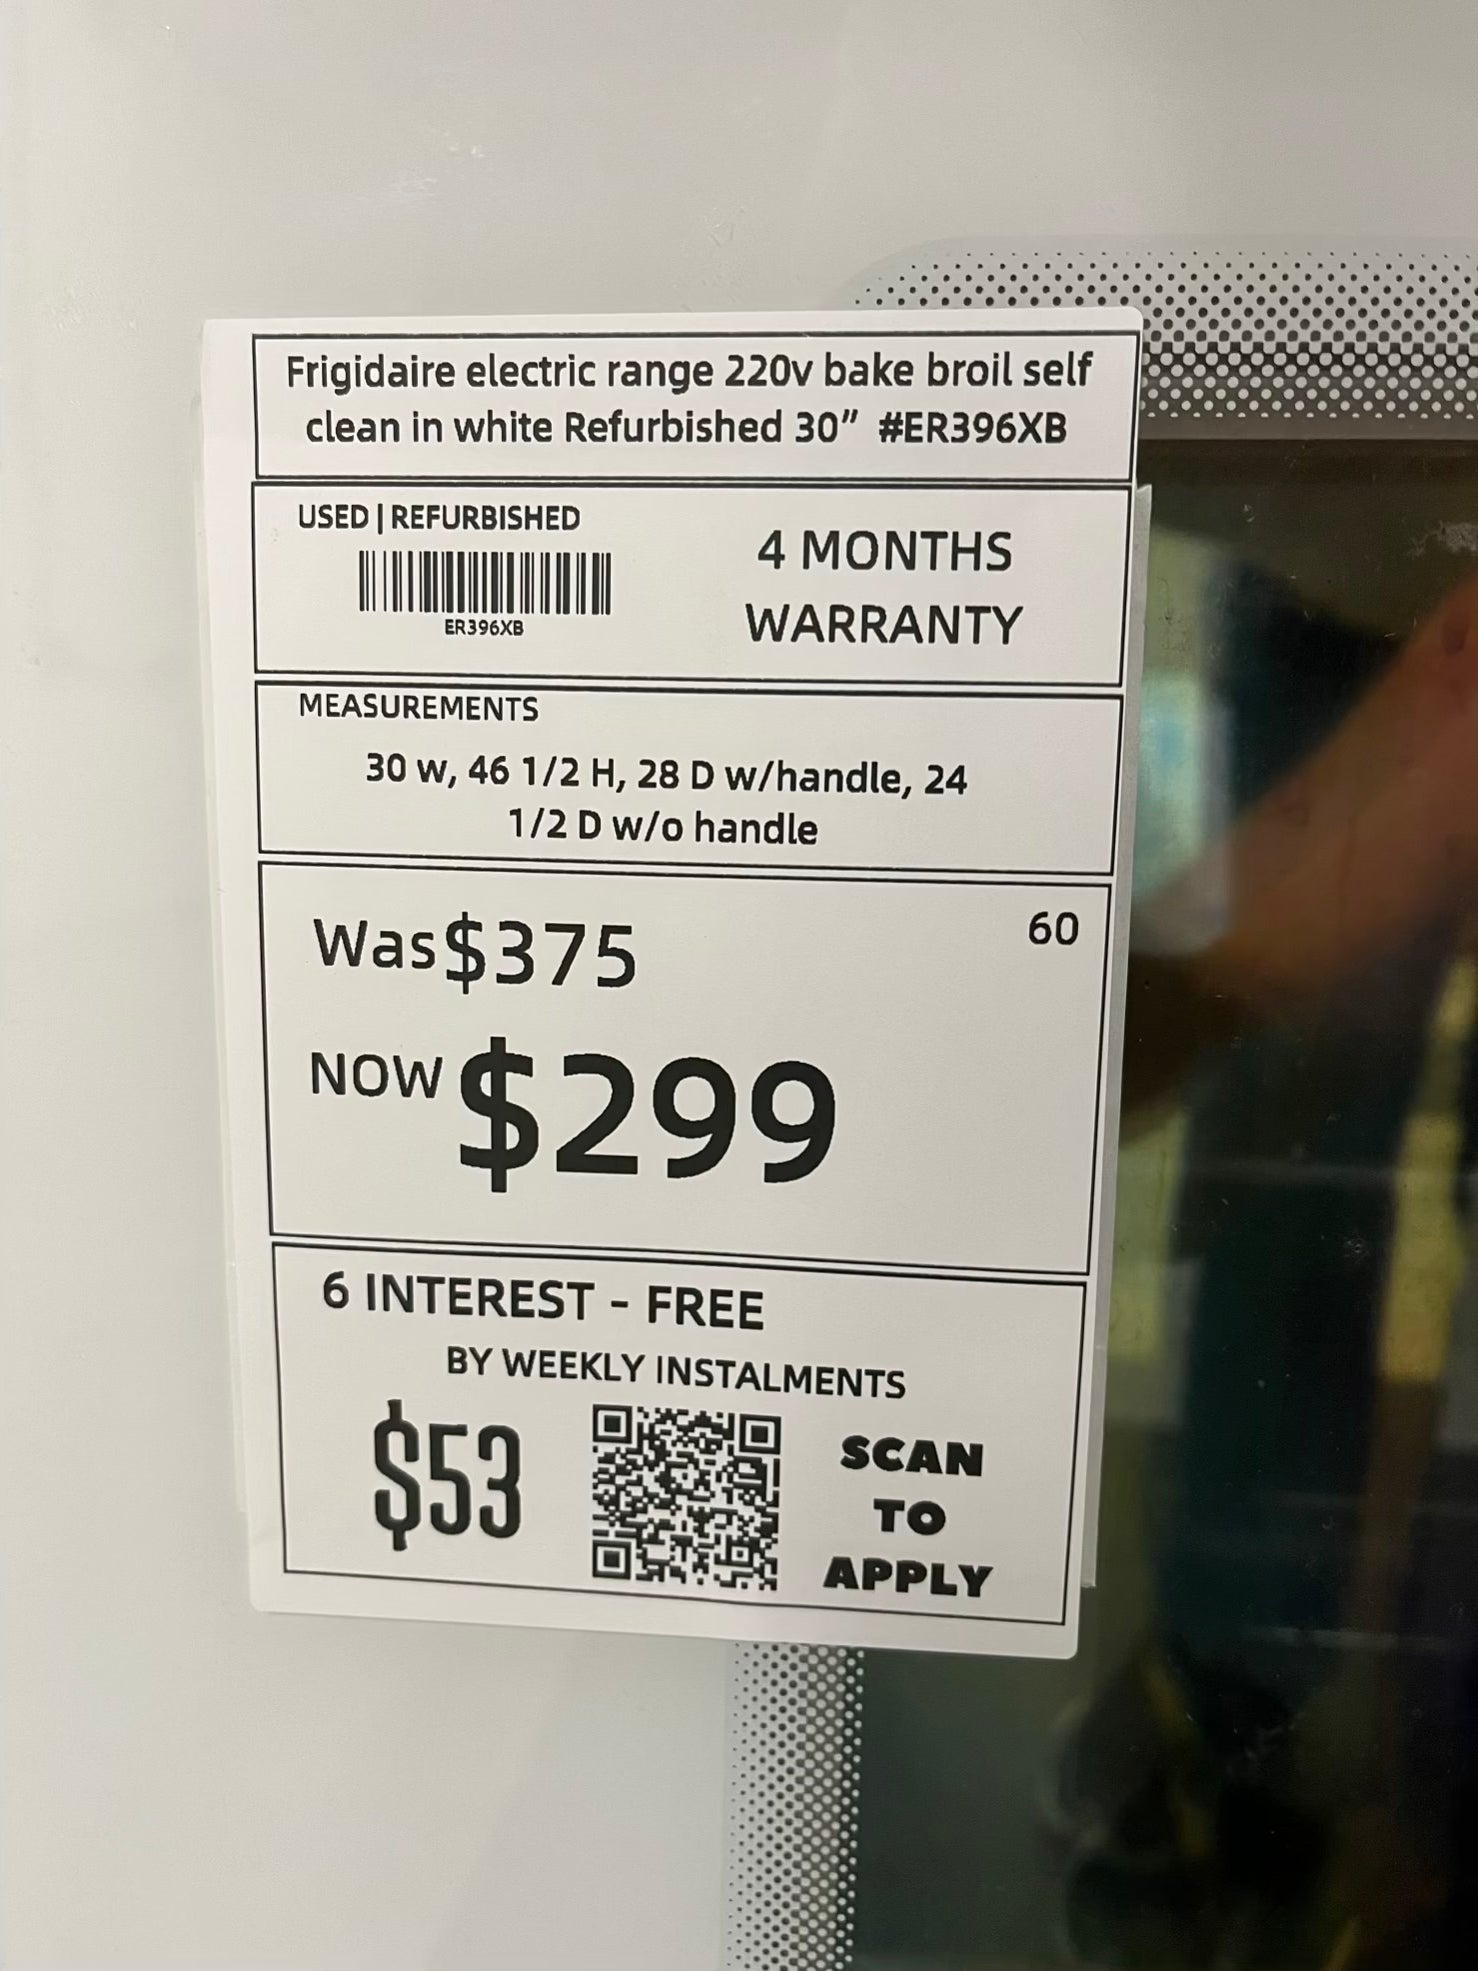 Frigidaire electric range 220v bake broil self
clean in white Refurbished 30” #ER396XB
USED | REFURBISHED
ER396XB
4 MONTHS
WARRANTY
MEASUREMENTS
30 w, 46 1/2 H, 28 D w/handle, 24
1/2 D w/o handle
Was $375
60
NOW $299
6 INTEREST - FREE
BY WEEKLY INSTALMENTS
$53
SCAN
TO
APPLY